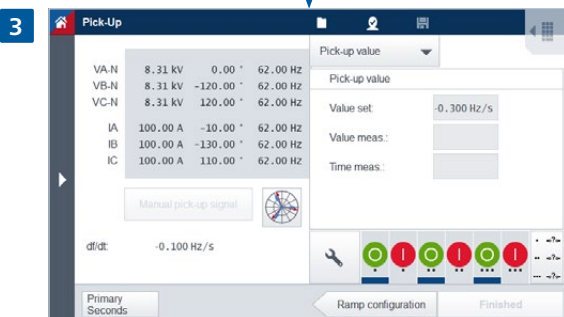 3
Pick-Up
VA-N 8.31 kV 0.00 ° 62.00 Hz
VB-N 8.31 kV -120.00 ° 62.00 Hz
VC-N 8.31 kV 120.00 ° 62.00 Hz
IA 100.00 A -10.00 ° 62.00 Hz
IB 100.00 A -130.00 ° 62.00 Hz
IC 100.00 A 110.00 ° 62.00 Hz
Manual pick-up signal
df/dt: -0.100 Hz/s
Primary
Seconds
Pick-up value
Pick-up value
Value set: -0.300 Hz/s
Value meas.:
Time meas.:
• -?-
•• -?-
••• -?-
Ramp configuration
Finished